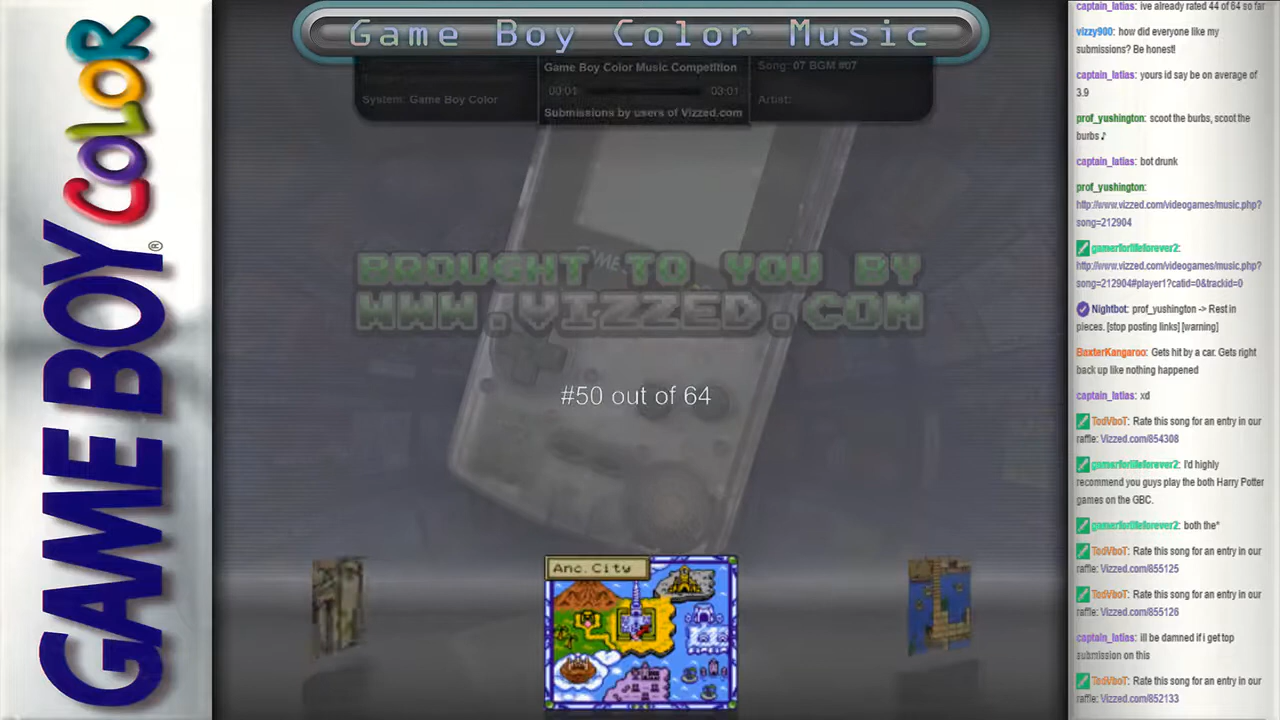 GAME BOY COLOR®
Game Boy Color Music
System: Game Boy Color
Game Boy Color Music Competition
00:01 03:01
Submissions by users of Vizzed.com
Song: 07 BGM #07
Artist:
BROUGHT TO YOU BY
WWW.VIZZED.COM
#50 out of 64
Anc.City
captain_latias: ive already rated 44 of 64 so far
vizzy900: how did everyone like my
submissions? Be honest!
captain_latias: yours id say be on average of
3.9
prof_yushington: scoot the burbs, scoot the
burbs ♪
captain_latias: bot drunk
prof_yushington:
http://www.vizzed.com/videogames/music.php?
song=212904
gamerforlifeforever2:
http://www.vizzed.com/videogames/music.php?
song=212904#player1?catid=0&trackid=0
Nightbot: prof_yushington -> Rest in
pieces. [stop posting links] [warning]
BaxterKangaroo: Gets hit by a car. Gets right
back up like nothing happened
captain_latias: xd
TodVboT: Rate this song for an entry in our
raffle: Vizzed.com/854308
gamerforlifeforever2: I'd highly
recommend you guys play the both Harry Potter
games on the GBC.
gamerforlifeforever2: both the*
TodVboT: Rate this song for an entry in our
raffle: Vizzed.com/855125
TodVboT: Rate this song for an entry in our
raffle: Vizzed.com/855126
captain_latias: ill be damned if i get top
submission on this
TodVboT: Rate this song for an entry in our
raffle: Vizzed.com/852133